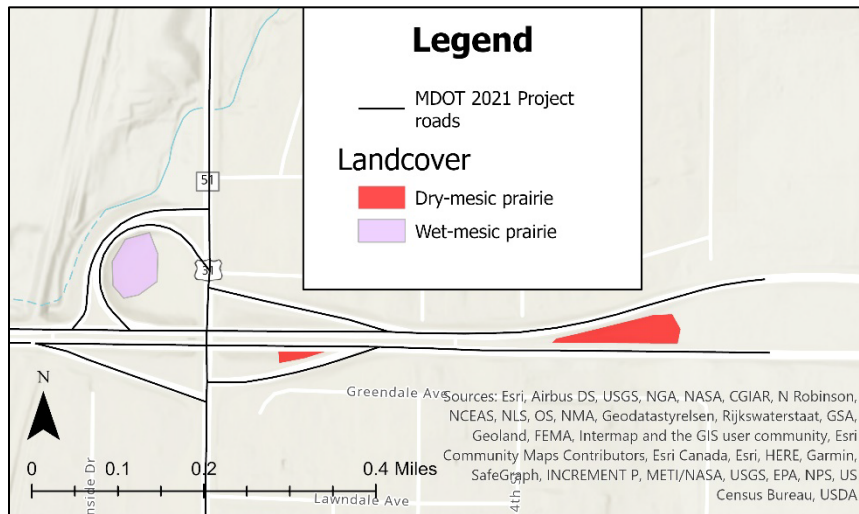 Legend
MDOT 2021 Project
roads
Landcover
Dry-mesic prairie
Wet-mesic prairie
51
31
N
Greendale Ave
Sources: Esri, Airbus DS, USGS, NGA, NASA, CGIAR, N Robinson,
NCEAS, NLS, OS, NMA, Geodatastyrelsen, Rijkswaterstaat, GSA,
Geoland, FEMA, Intermap and the GIS user community, Esri
Community Maps Contributors, Esri Canada, Esri, HERE, Garmin,
SafeGraph, INCREMENT P, METI/NASA, USGS, EPA, NPS, US
Census Bureau, USDA
0 0.1 0.2 0.4 Miles
nside Dr
Lawndale Ave
4th S